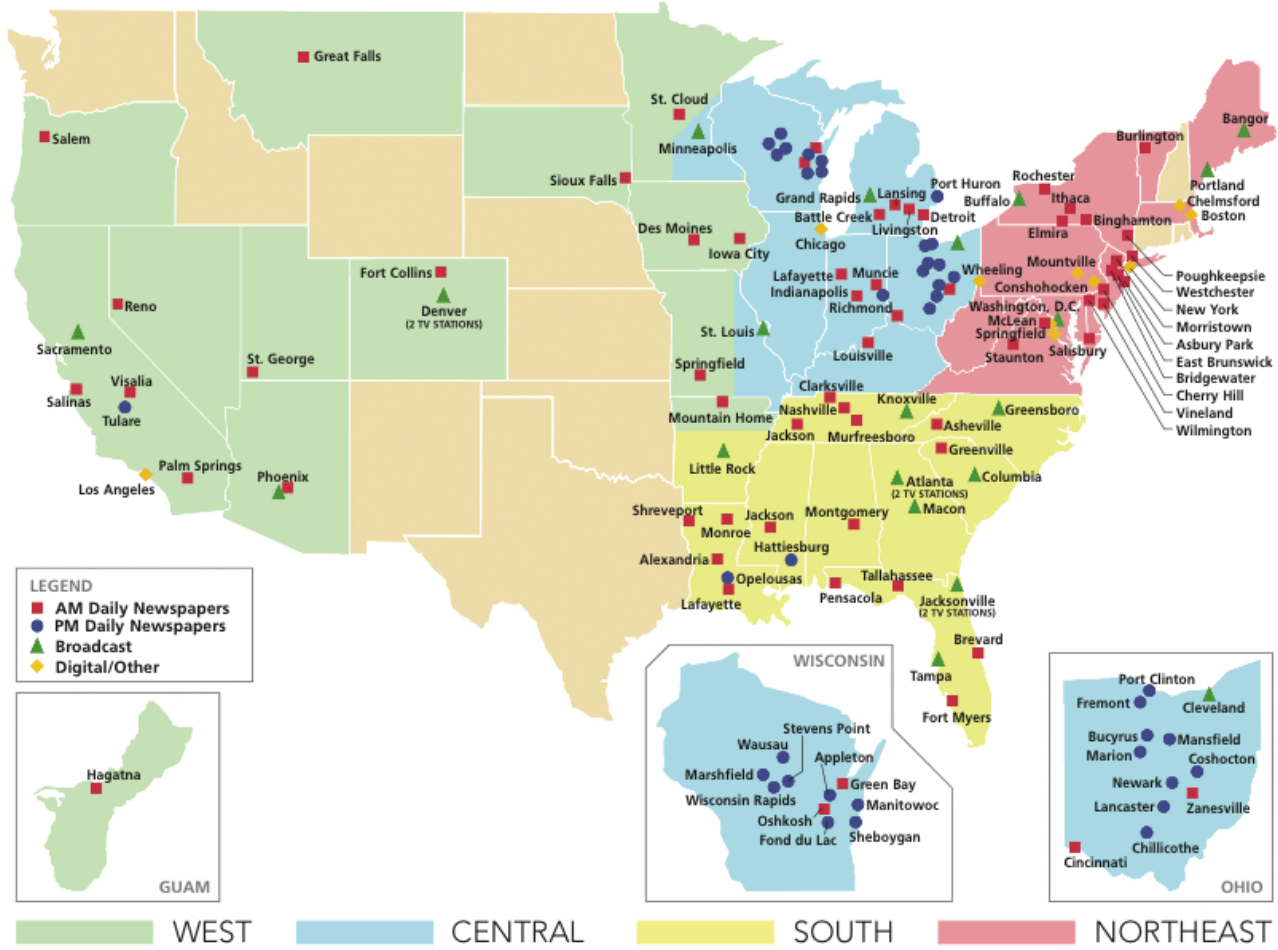 Great Falls
St. Cloud
Salem
Minneapolis
Burlington
Bangor
Sioux Falls
Rochester
Port Huron
Portland
Grand Rapids
Lansing
Buffalo
Ithaca
Chelmsford
Battle Creek
Detroit
Boston
Des Moines
Livingston
Elmira
Binghamton
Iowa City
Chicago
Fort Collins
Lafayette
Muncie
Wheeling
Mountville
Poughkeepsie
Indianapolis
Conshohocken
Westchester
Reno
Denver
(2 TV STATIONS)
Richmond
Washington, D.C.
New York
Sacramento
St. Louis
McLean
Morristown
Springfield
Asbury Park
St. George
Louisville
Staunton
Salisbury
East Brunswick
Springfield
Bridgewater
Visalia
Clarksville
Cherry Hill
Salinas
Knoxville
Vineland
Tulare
Mountain Home
Nashville
Greensboro
Wilmington
Jackson
Murfreesboro
Asheville
Greenville
Palm Springs
Phoenix
Little Rock
Los Angeles
Atlanta
(2 TV STATIONS)
Columbia
Shreveport
Jackson
Montgomery
Macon
Monroe
Hattiesburg
Alexandria
Opelousas
Tallahassee
Lafayette
Pensacola
Jacksonville
(2 TV STATIONS)
Brevard
Tampa
Fort Myers
LEGEND
AM Daily Newspapers
PM Daily Newspapers
Broadcast
Digital/Other
Hagatna
GUAM
WISCONSIN
Stevens Point
Wausau
Appleton
Marshfield
Green Bay
Wisconsin Rapids
Manitowoc
Oshkosh
Fond du Lac
Sheboygan
Port Clinton
Fremont
Cleveland
Bucyrus
Mansfield
Marion
Coshocton
Newark
Lancaster
Zanesville
Chillicothe
Cincinnati
OHIO
WEST
CENTRAL
SOUTH
NORTHEAST